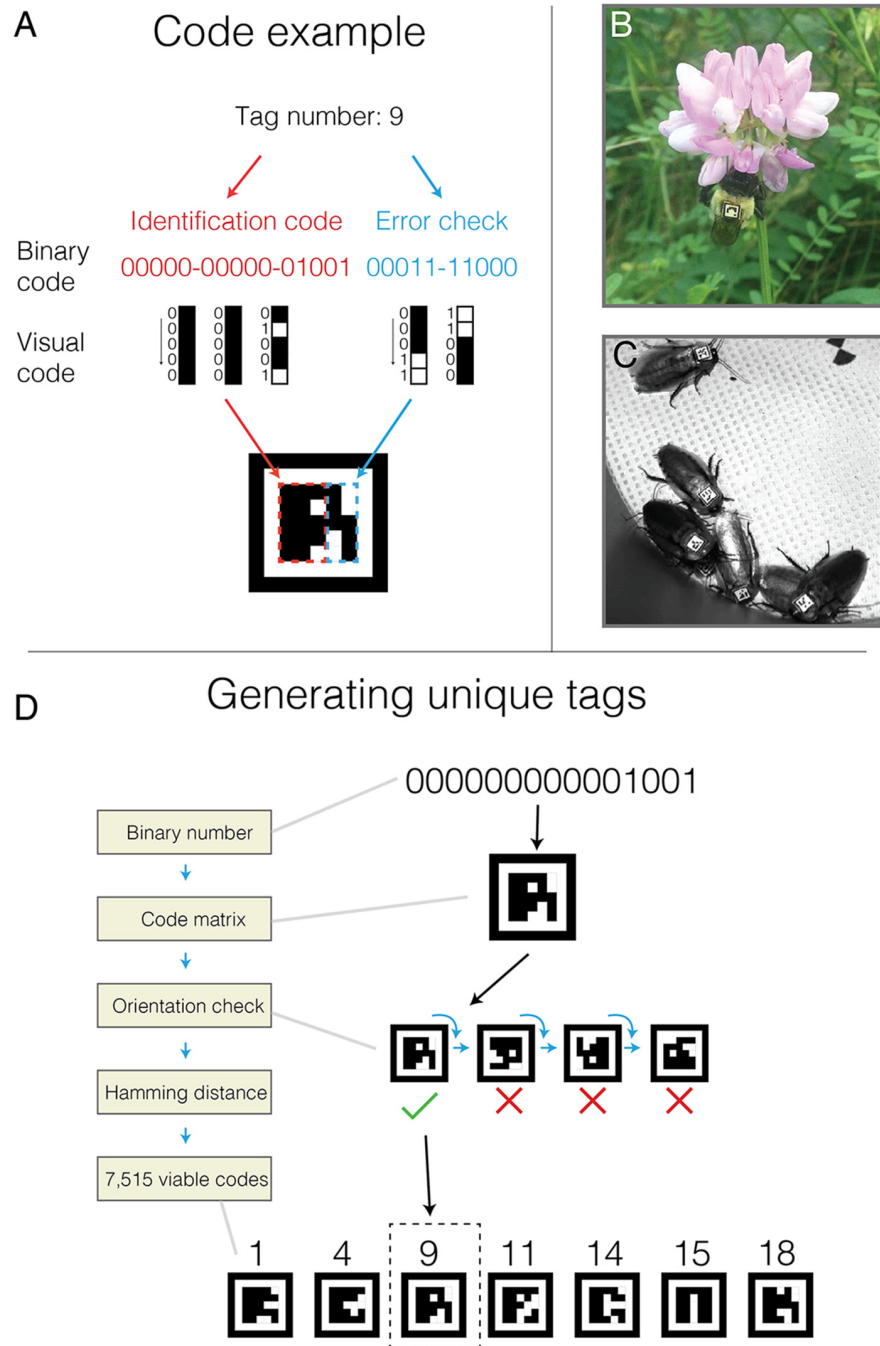 A
Code example
Tag number: 9
Identification code
Error check
Binary code
00000-00000-01001
00011-11000
Visual code
0 0 0 0 0
0 0 0 0 0
0 1 0 0 1
0 0 0 1 1
1 1 0 0 0
B
C
D
Generating unique tags
000000000001001
Binary number
Code matrix
Orientation check
Hamming distance
7,515 viable codes
1 4 9 11 14 15 18